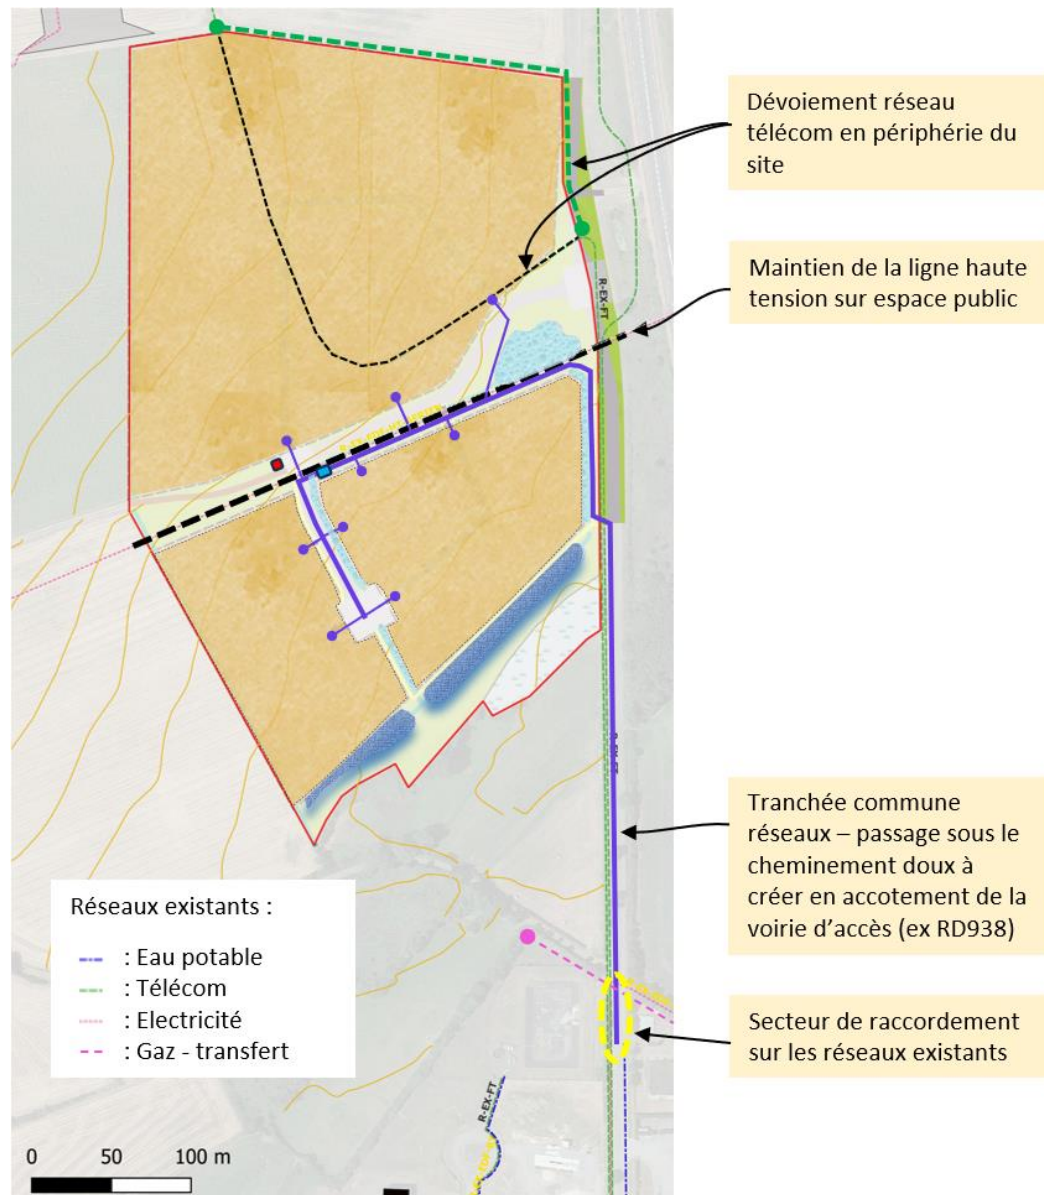 Dévoiement réseau
télécom en périphérie du
site
Maintien de la ligne haute
tension sur espace public
R-EX-FT
Tranchée commune
réseaux – passage sous le
cheminement doux à
créer en accotement de la
voirie d’accès (ex RD938)
Réseaux existants :
: Eau potable
: Télécom
: Electricité
: Gaz - transfert
Secteur de raccordement
sur les réseaux existants
R-EX-FT
0 50 100 m